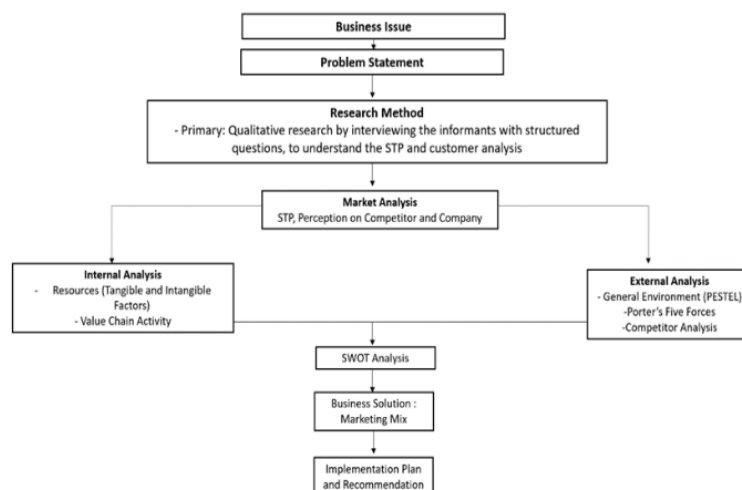 Business Issue
Problem Statement
Research Method
- Primary: Qualitative research by interviewing the informants with structured
questions, to understand the STP and customer analysis
Market Analysis
STP, Perception on Competitor and Company
Internal Analysis
- Resources (Tangible and Intangible
Factors)
- Value Chain Activity
External Analysis
- General Environment (PESTEL)
-Porter's Five Forces
-Competitor Analysis
SWOT Analysis
Business Solution :
Marketing Mix
Implementation Plan
and Recommendation